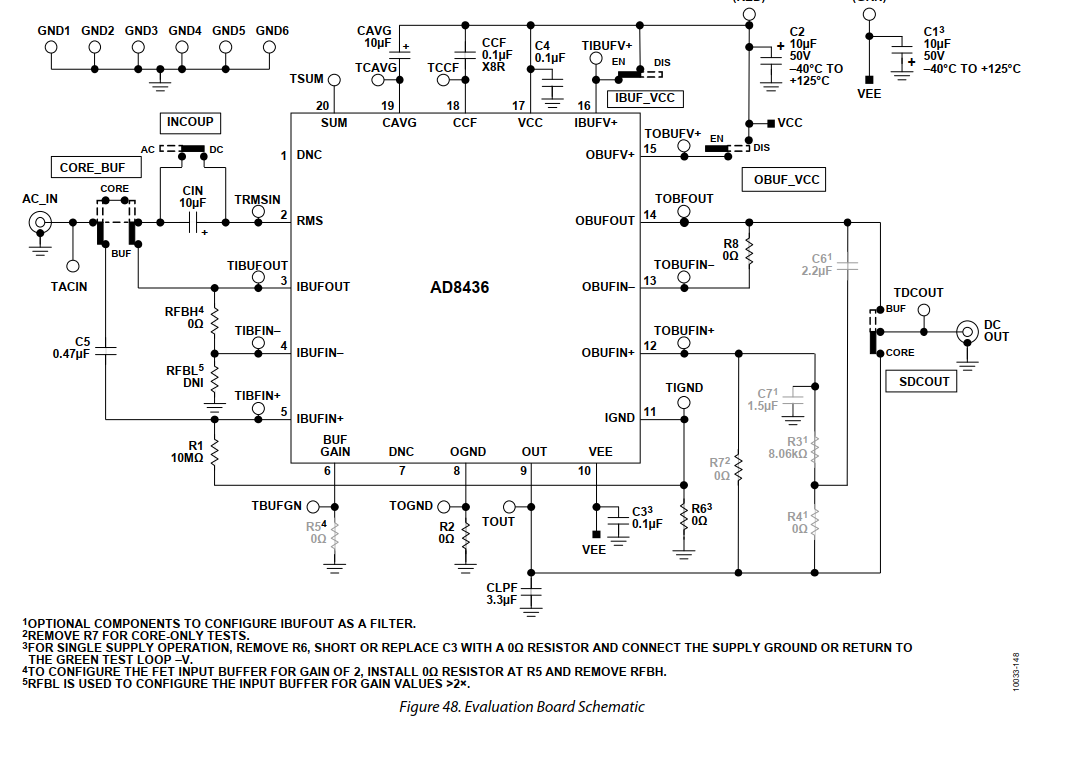 GND1 GND2 GND3 GND4 GND5 GND6
CAVG
10µF
+
CCF
0.1µF
X8R
C4
0.1µF
TIBUFV+
EN
DIS
IBUF_VCC
+
C2
10µF
50V
–40°C TO
+125°C
C1³
10µF
50V
–40°C TO +125°C
+
VEE
VCC
TSUM
TCAVG
TCCF
20
19
18
17
16
SUM
CAVG
CCF
VCC
IBUFV+
INCOUP
AC
DC
CORE_BUF
CORE
BUF
AC_IN
TACIN
CIN
10µF
+
TRMSIN
TIBUFOUT
RFBH⁴
0Ω
TIBFIN–
RFBL⁵
DNI
TIBFIN+
C5
0.47µF
R1
10MΩ
1 DNC
2 RMS
3 IBUFOUT
4 IBUFIN–
5 IBUFIN+
AD8436
OBUFV+ 15
OBUFOUT 14
OBUFIN– 13
OBUFIN+ 12
IGND 11
TOBUFV+
EN
DIS
OBUF_VCC
TOBFOUT
R8
0Ω
TOBUFIN–
TOBUFIN+
TIGND
C6¹
2.2µF
TDCOUT
BUF
DC
OUT
CORE
SDCOUT
C7¹
1.5µF
R3¹
8.06kΩ
R7²
0Ω
R4¹
0Ω
BUF
GAIN
DNC
OGND
OUT
VEE
6
7
8
9
10
TBUFGN
R5⁴
0Ω
TOGND
R2
0Ω
TOUT
C3³
0.1µF
VEE
R6³
0Ω
CLPF
3.3µF
¹OPTIONAL COMPONENTS TO CONFIGURE IBUFOUT AS A FILTER.
²REMOVE R7 FOR CORE-ONLY TESTS.
³FOR SINGLE SUPPLY OPERATION, REMOVE R6, SHORT OR REPLACE C3 WITH A 0Ω RESISTOR AND CONNECT THE SUPPLY GROUND OR RETURN TO
THE GREEN TEST LOOP –V.
⁴TO CONFIGURE THE FET INPUT BUFFER FOR GAIN OF 2, INSTALL 0Ω RESISTOR AT R5 AND REMOVE RFBH.
⁵RFBL IS USED TO CONFIGURE THE INPUT BUFFER FOR GAIN VALUES >2×.
10033-148
Figure 48. Evaluation Board Schematic